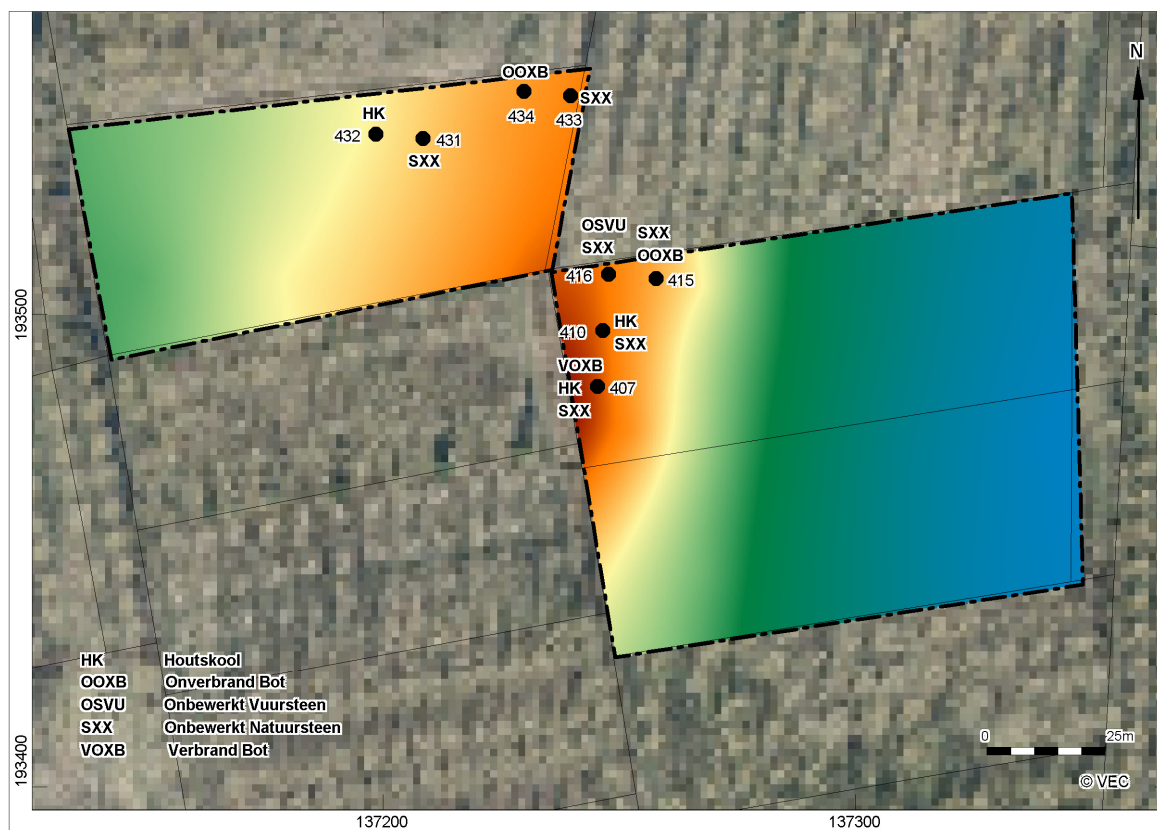 N
OOXB
SXX
434
433
HK
432
431
SXX
OSVU
SXX
SXX
OOXB
416
415
410
HK
SXX
VOXB
HK
407
SXX
193500
193400
HK Houtskool
OOXB Onverbrand Bot
OSVU Onbewerkt Vuursteen
SXX Onbewerkt Natuursteen
VOXB Verbrand Bot
0 25m
© VEC
137200 137300